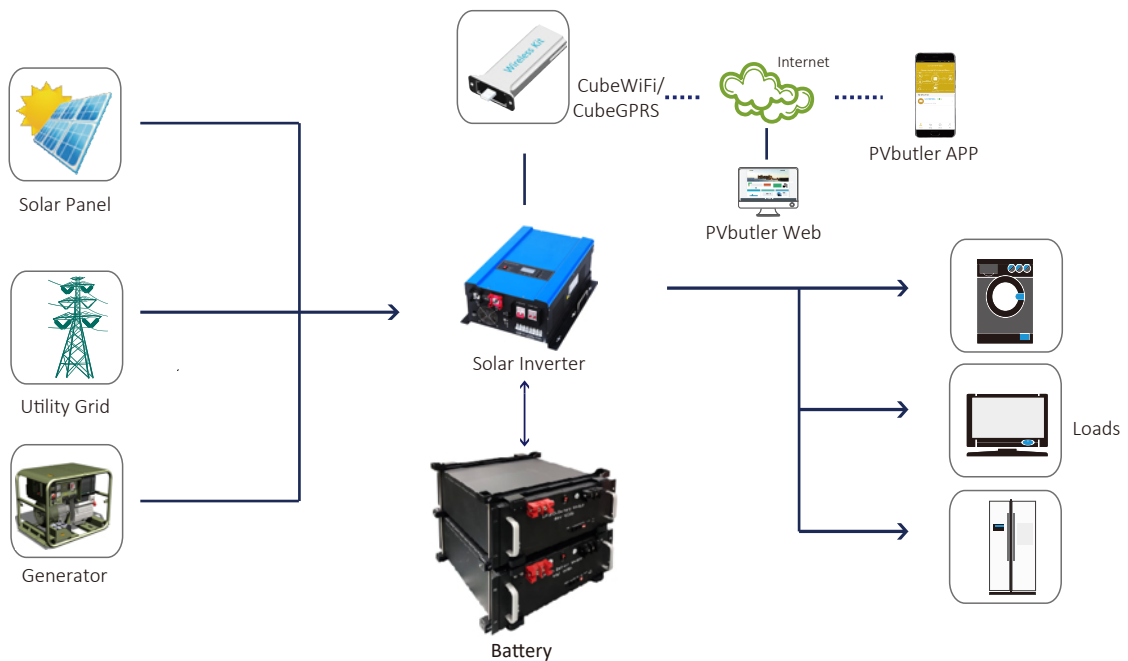 Wireless Kit
Internet
CubeWiFi/
CubeGPRS
PVbutler APP
Solar Panel
PVbutler Web
Solar Inverter
Utility Grid
Loads
Generator
Battery